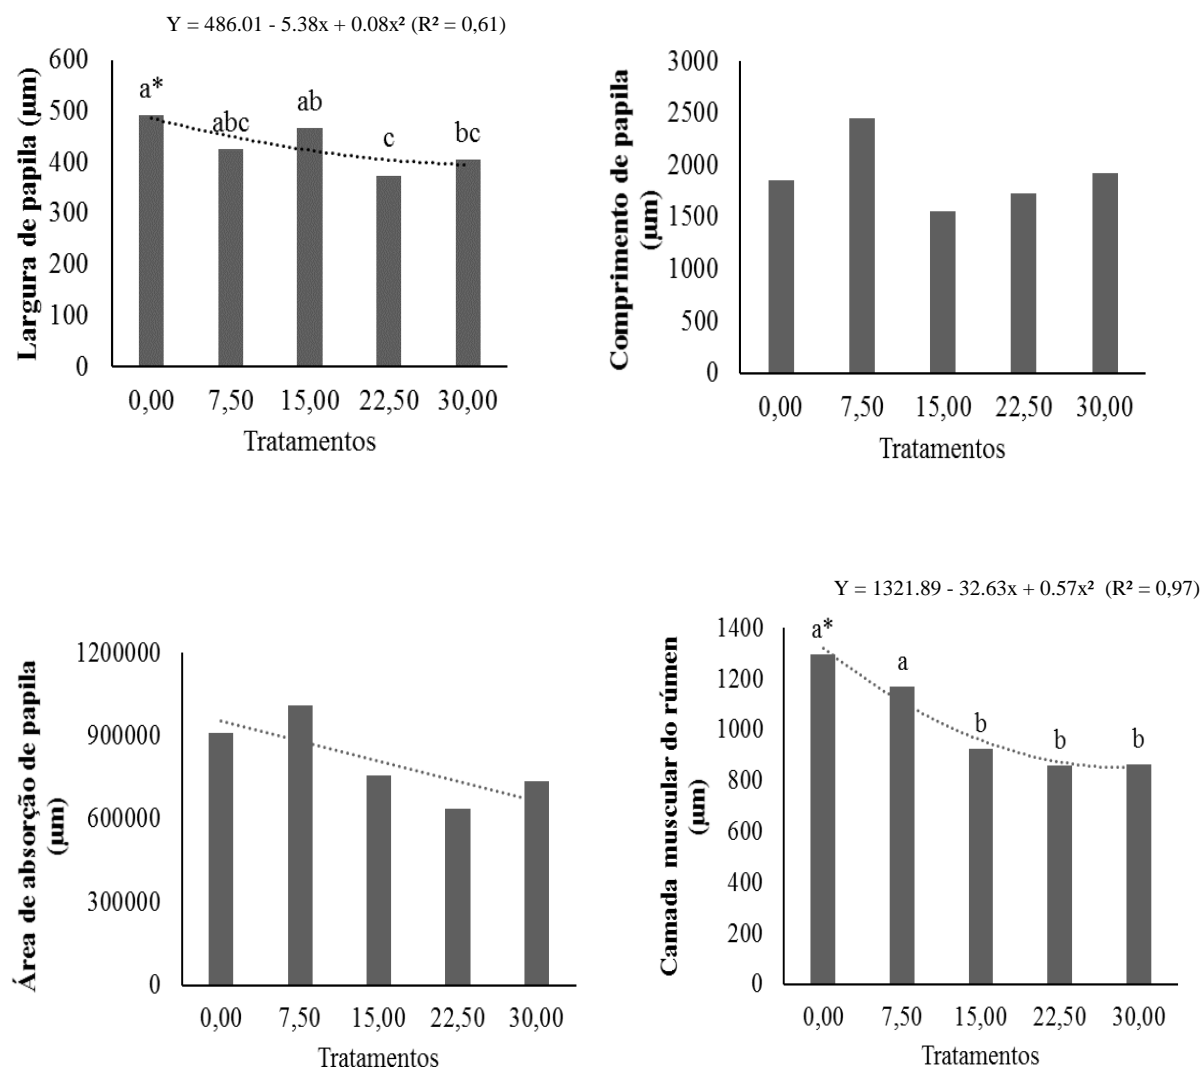 Y = 486.01 - 5.38x + 0.08x² (R² = 0,61)
Largura de papila (µm)
600
500
400
300
200
100
0
a*
abc
ab
c
bc
0,00 7,50 15,00 22,50 30,00
Tratamentos
Comprimento de papila
(µm)
3000
2500
2000
1500
1000
500
0
0,00 7,50 15,00 22,50 30,00
Tratamentos
Área de absorção de papila
(µm)
1200000
900000
600000
300000
0
0,00 7,50 15,00 22,50 30,00
Tratamentos
Y = 1321.89 - 32.63x + 0.57x² (R² = 0,97)
Camada muscular do rúmen
(µm)
1400
1200
1000
800
600
400
200
0
a*
a
b
b
b
0,00 7,50 15,00 22,50 30,00
Tratamentos